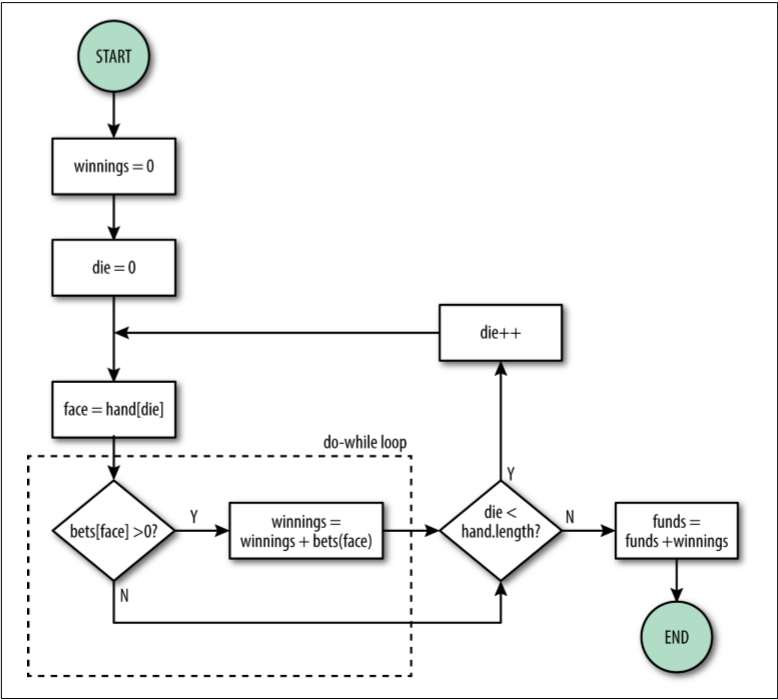 START
winnings = 0
die = 0
die++
face = hand[die]
do-while loop
bets[face] >0?
Y
winnings =
winnings + bets(face)
Y
die <
hand.length?
N
funds =
funds +winnings
N
END